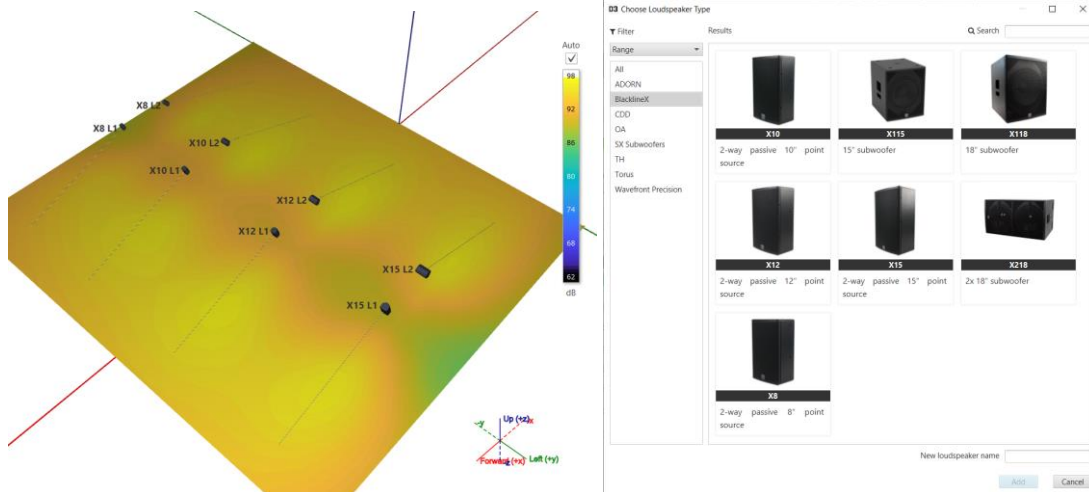 X8 L2
X8 L1
X10 L2
X10 L1
X12 L2
X12 L1
X15 L2
X15 L1
Auto
98
92
86
80
74
68
62
dB
Up (+z)
-x
-y
Forward (+x)
-z
Left (+y)
D3 Choose Loudspeaker Type
Filter
Results
Search
Range
All
ADORN
BlacklineX
CDD
OA
SX Subwoofers
TH
Torus
Wavefront Precision
X10
2-way passive 10" point
source
X115
15" subwoofer
X118
18" subwoofer
X12
2-way passive 12" point
source
X15
2-way passive 15" point
source
X218
2x 18" subwoofer
X8
2-way passive 8" point
source
New loudspeaker name
Add
Cancel